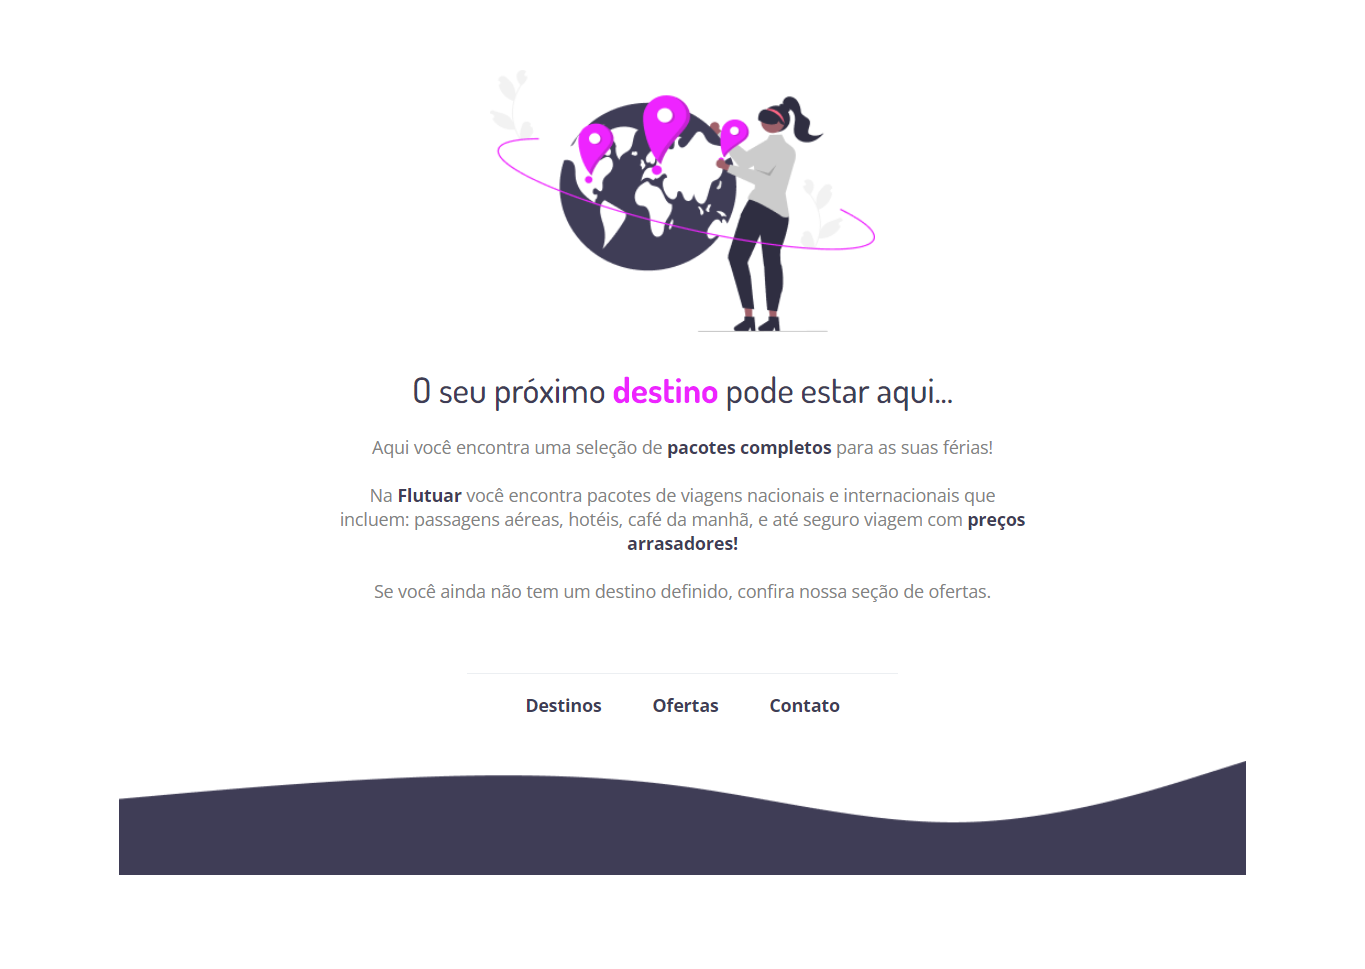 O seu próximo destino pode estar aqui...
Aqui você encontra uma seleção de pacotes completos para as suas férias!
Na Flutuar você encontra pacotes de viagens nacionais e internacionais que
incluem: passagens aéreas, hotéis, café da manhã, e até seguro viagem com preços
arrasadores!
Se você ainda não tem um destino definido, confira nossa seção de ofertas.
Destinos Ofertas Contato